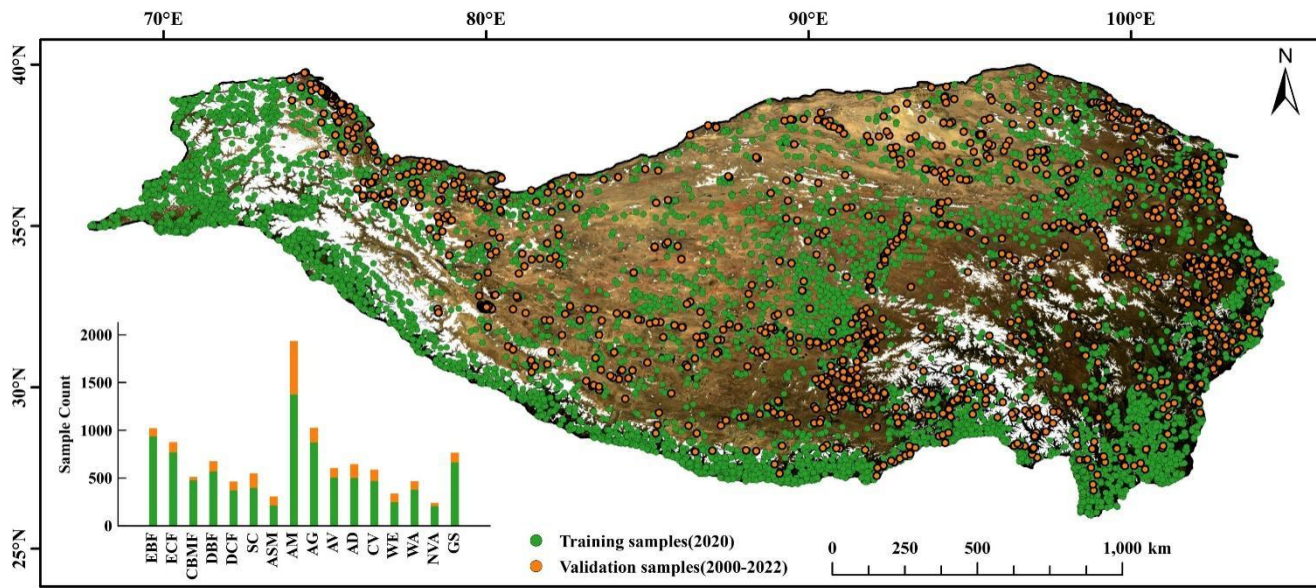 70°E 80°E 90°E 100°E
N
40°N
35°N
30°N
25°N
Sample Count
2000
1500
1000
500
0
EBF ECF CBMF DBF DCF SC ASM AM AG AV AD CV WE WA NVA GS
Training samples(2020)
Validation samples(2000-2022)
0 250 500 1,000 km